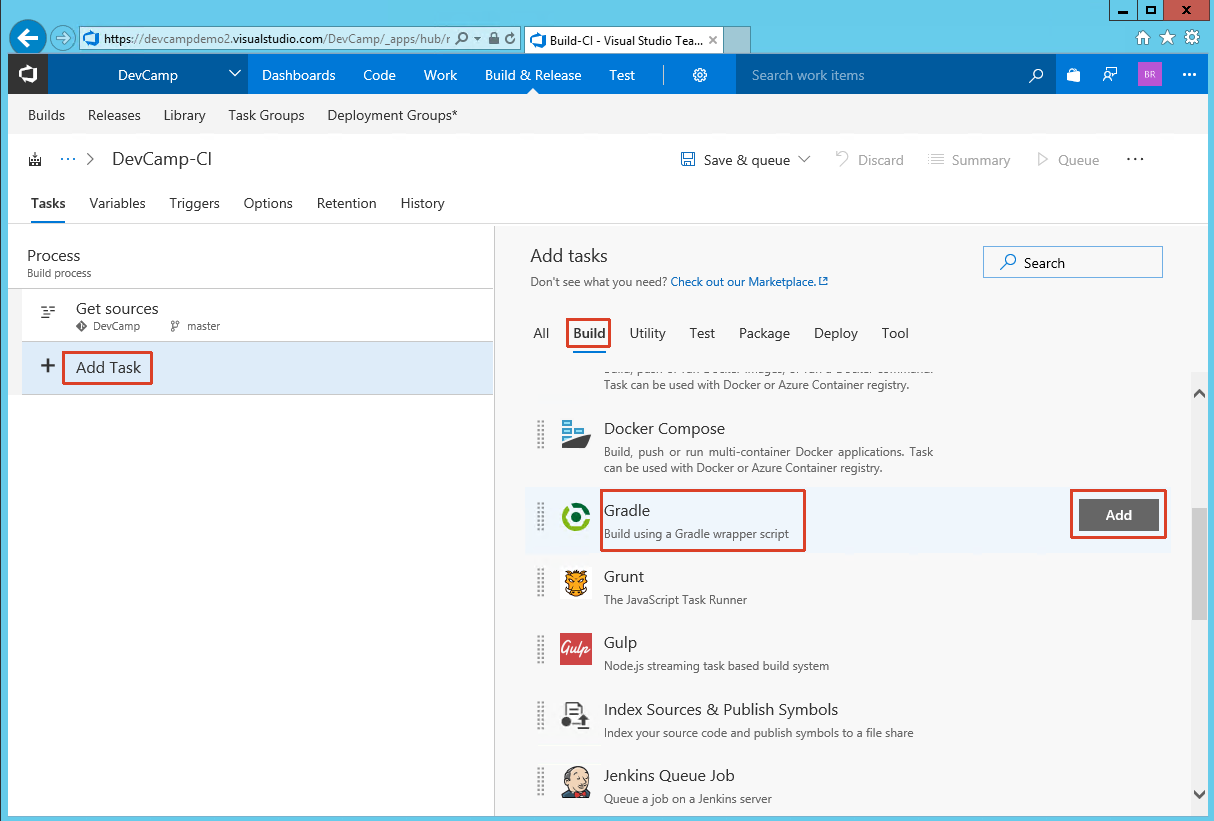 https://devcampdemo2.visualstudio.com/DevCamp/_apps/hub/r
Build-CI - Visual Studio Tea...
DevCamp
Dashboards
Code
Work
Build & Release
Test
Search work items
BR
Builds
Releases
Library
Task Groups
Deployment Groups*
DevCamp-CI
Save & queue
Discard
Summary
Queue
Tasks
Variables
Triggers
Options
Retention
History
Process
Build process
Get sources
DevCamp
master
Add Task
Add tasks
Don't see what you need? Check out our Marketplace.
Search
All
Build
Utility
Test
Package
Deploy
Tool
Task can be used with Docker or Azure Container registry.
Docker Compose
Build, push or run multi-container Docker applications. Task
can be used with Docker or Azure Container registry.
Gradle
Build using a Gradle wrapper script
Add
Grunt
The JavaScript Task Runner
Gulp
Gulp
Node.js streaming task based build system
Index Sources & Publish Symbols
Index your source code and publish symbols to a file share
Jenkins Queue Job
Queue a job on a Jenkins server